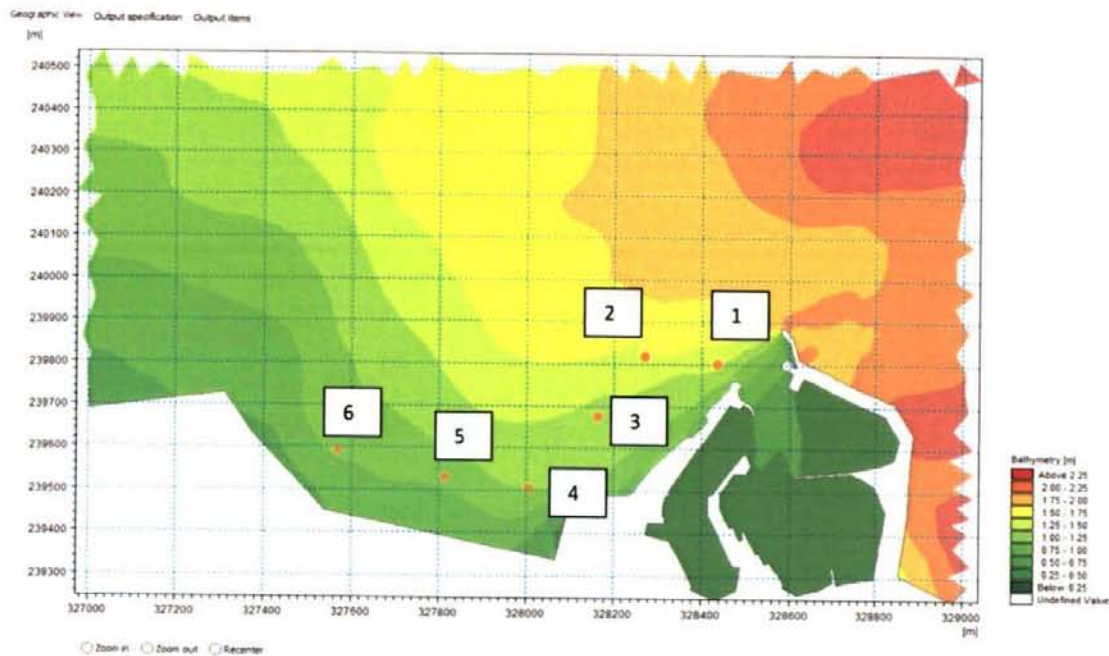 Geographic View Output specification Output items
[m]
240500
240400
240300
240200
240100
240000
239900
239800
239700
239600
239500
239400
239300
2
1
6
5
3
4
327000 327200 327400 327600 327800 328000 328200 328400 328600 328800 329000
[m]
Bathymetry [m]
Above 2.25
2.00 - 2.25
1.75 - 2.00
1.50 - 1.75
1.25 - 1.50
1.00 - 1.25
0.75 - 1.00
0.50 - 0.75
0.25 - 0.50
Below 0.25
Undefined Value
Zoom in Zoom out Recenter